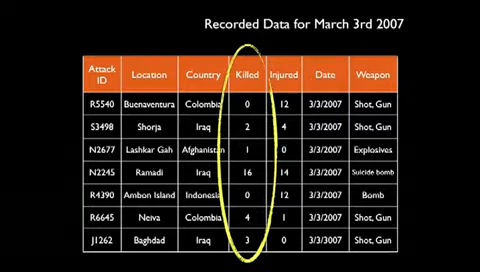 Recorded Data for March 3rd 2007
Attack ID Location Country Killed Injured Date Weapon
R5540 Buenaventura Colombia 0 12 3/3/2007 Shot, Gun
S3498 Shorja Iraq 2 4 3/3/2007 Shot, Gun
N2677 Lashkar Gah Afghanistan 1 0 3/3/2007 Explosives
N2245 Ramadi Iraq 16 14 3/3/2007 Suicide bomb
R4390 Ambon Island Indonesia 0 12 3/3/2007 Bomb
R6645 Neiva Colombia 4 1 3/3/2007 Shot, Gun
J1262 Baghdad Iraq 3 0 3/3/3007 Shot, Gun